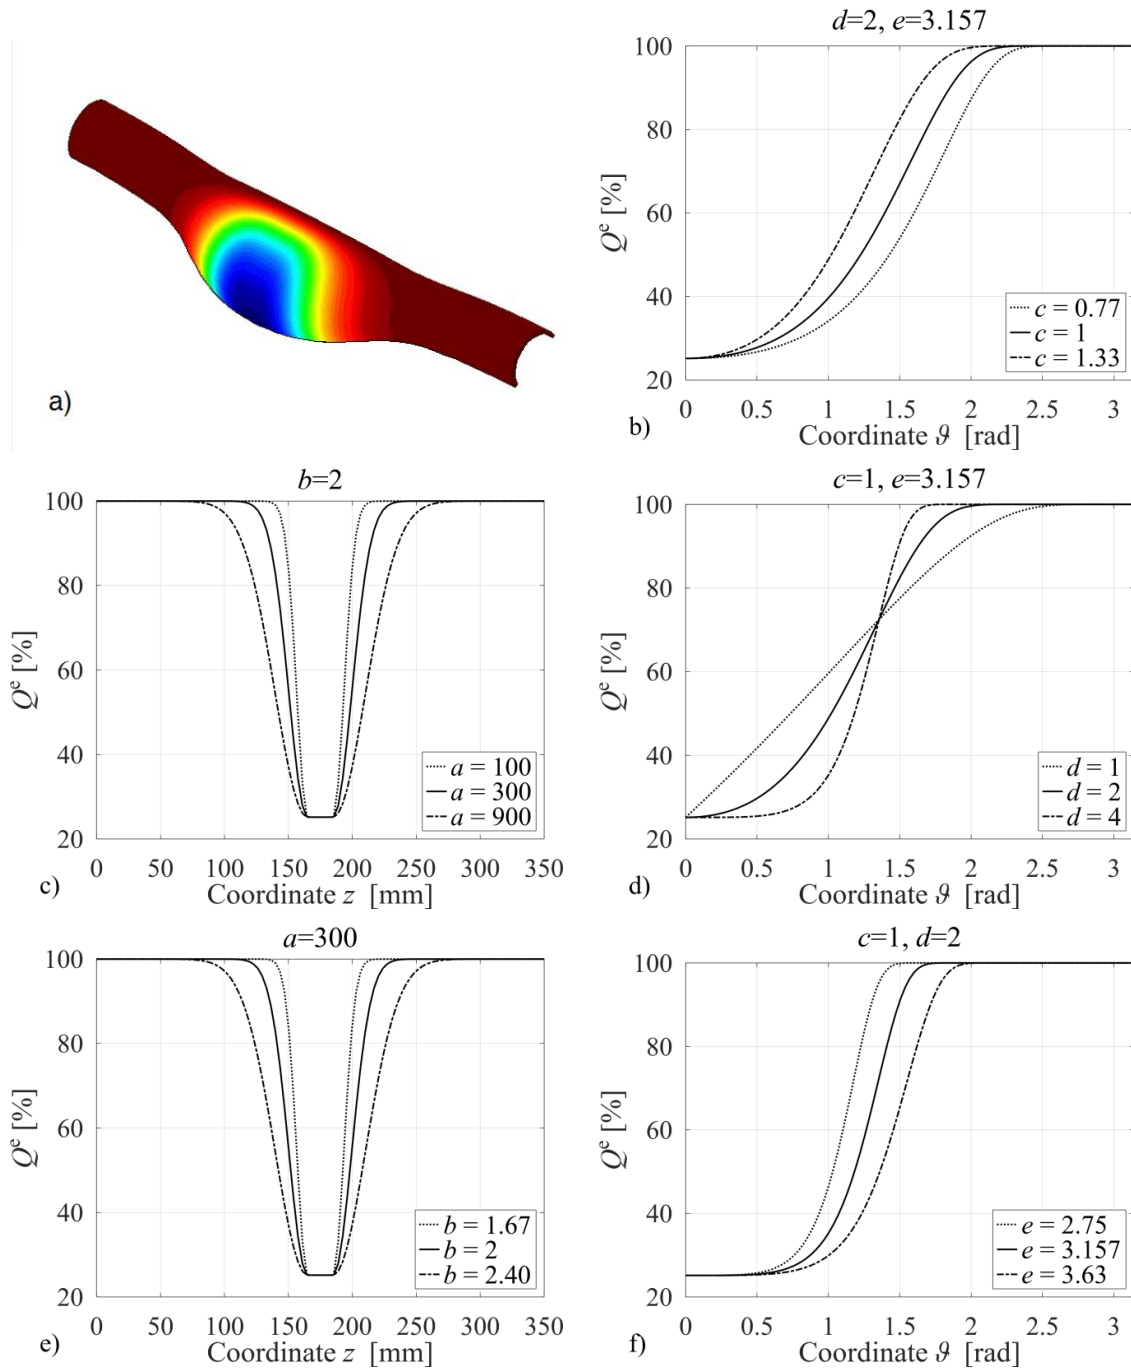 a)
d=2, e=3.157
100
80
60
40
20
Qᵉ [%]
c = 0.77
c = 1
c = 1.33
0 0.5 1 1.5 2 2.5 3
Coordinate ϑ [rad]
b)
b=2
100
80
60
40
20
Qᵉ [%]
a = 100
a = 300
a = 900
0 50 100 150 200 250 300 350
Coordinate z [mm]
c)
c=1, e=3.157
100
80
60
40
20
Qᵉ [%]
d = 1
d = 2
d = 4
0 0.5 1 1.5 2 2.5 3
Coordinate ϑ [rad]
d)
a=300
100
80
60
40
20
Qᵉ [%]
b = 1.67
b = 2
b = 2.40
0 50 100 150 200 250 300 350
Coordinate z [mm]
e)
c=1, d=2
100
80
60
40
20
Qᵉ [%]
e = 2.75
e = 3.157
e = 3.63
0 0.5 1 1.5 2 2.5 3
Coordinate ϑ [rad]
f)